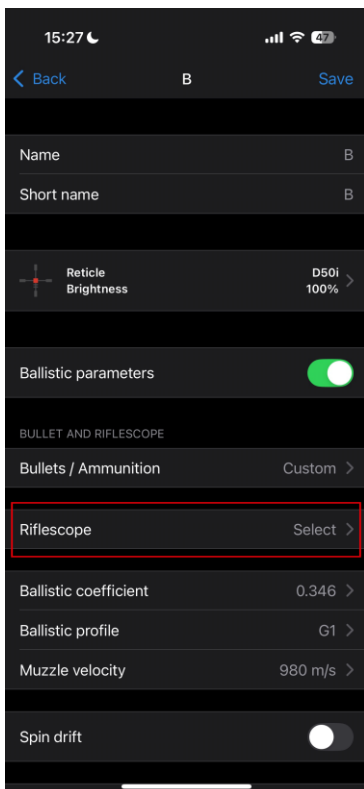 15:27
47
Back B Save
Name B
Short name B
Reticle D50i
Brightness 100%
Ballistic parameters
BULLET AND RIFLESCOPE
Bullets / Ammunition Custom
Riflescope Select
Ballistic coefficient 0.346
Ballistic profile G1
Muzzle velocity 980 m/s
Spin drift